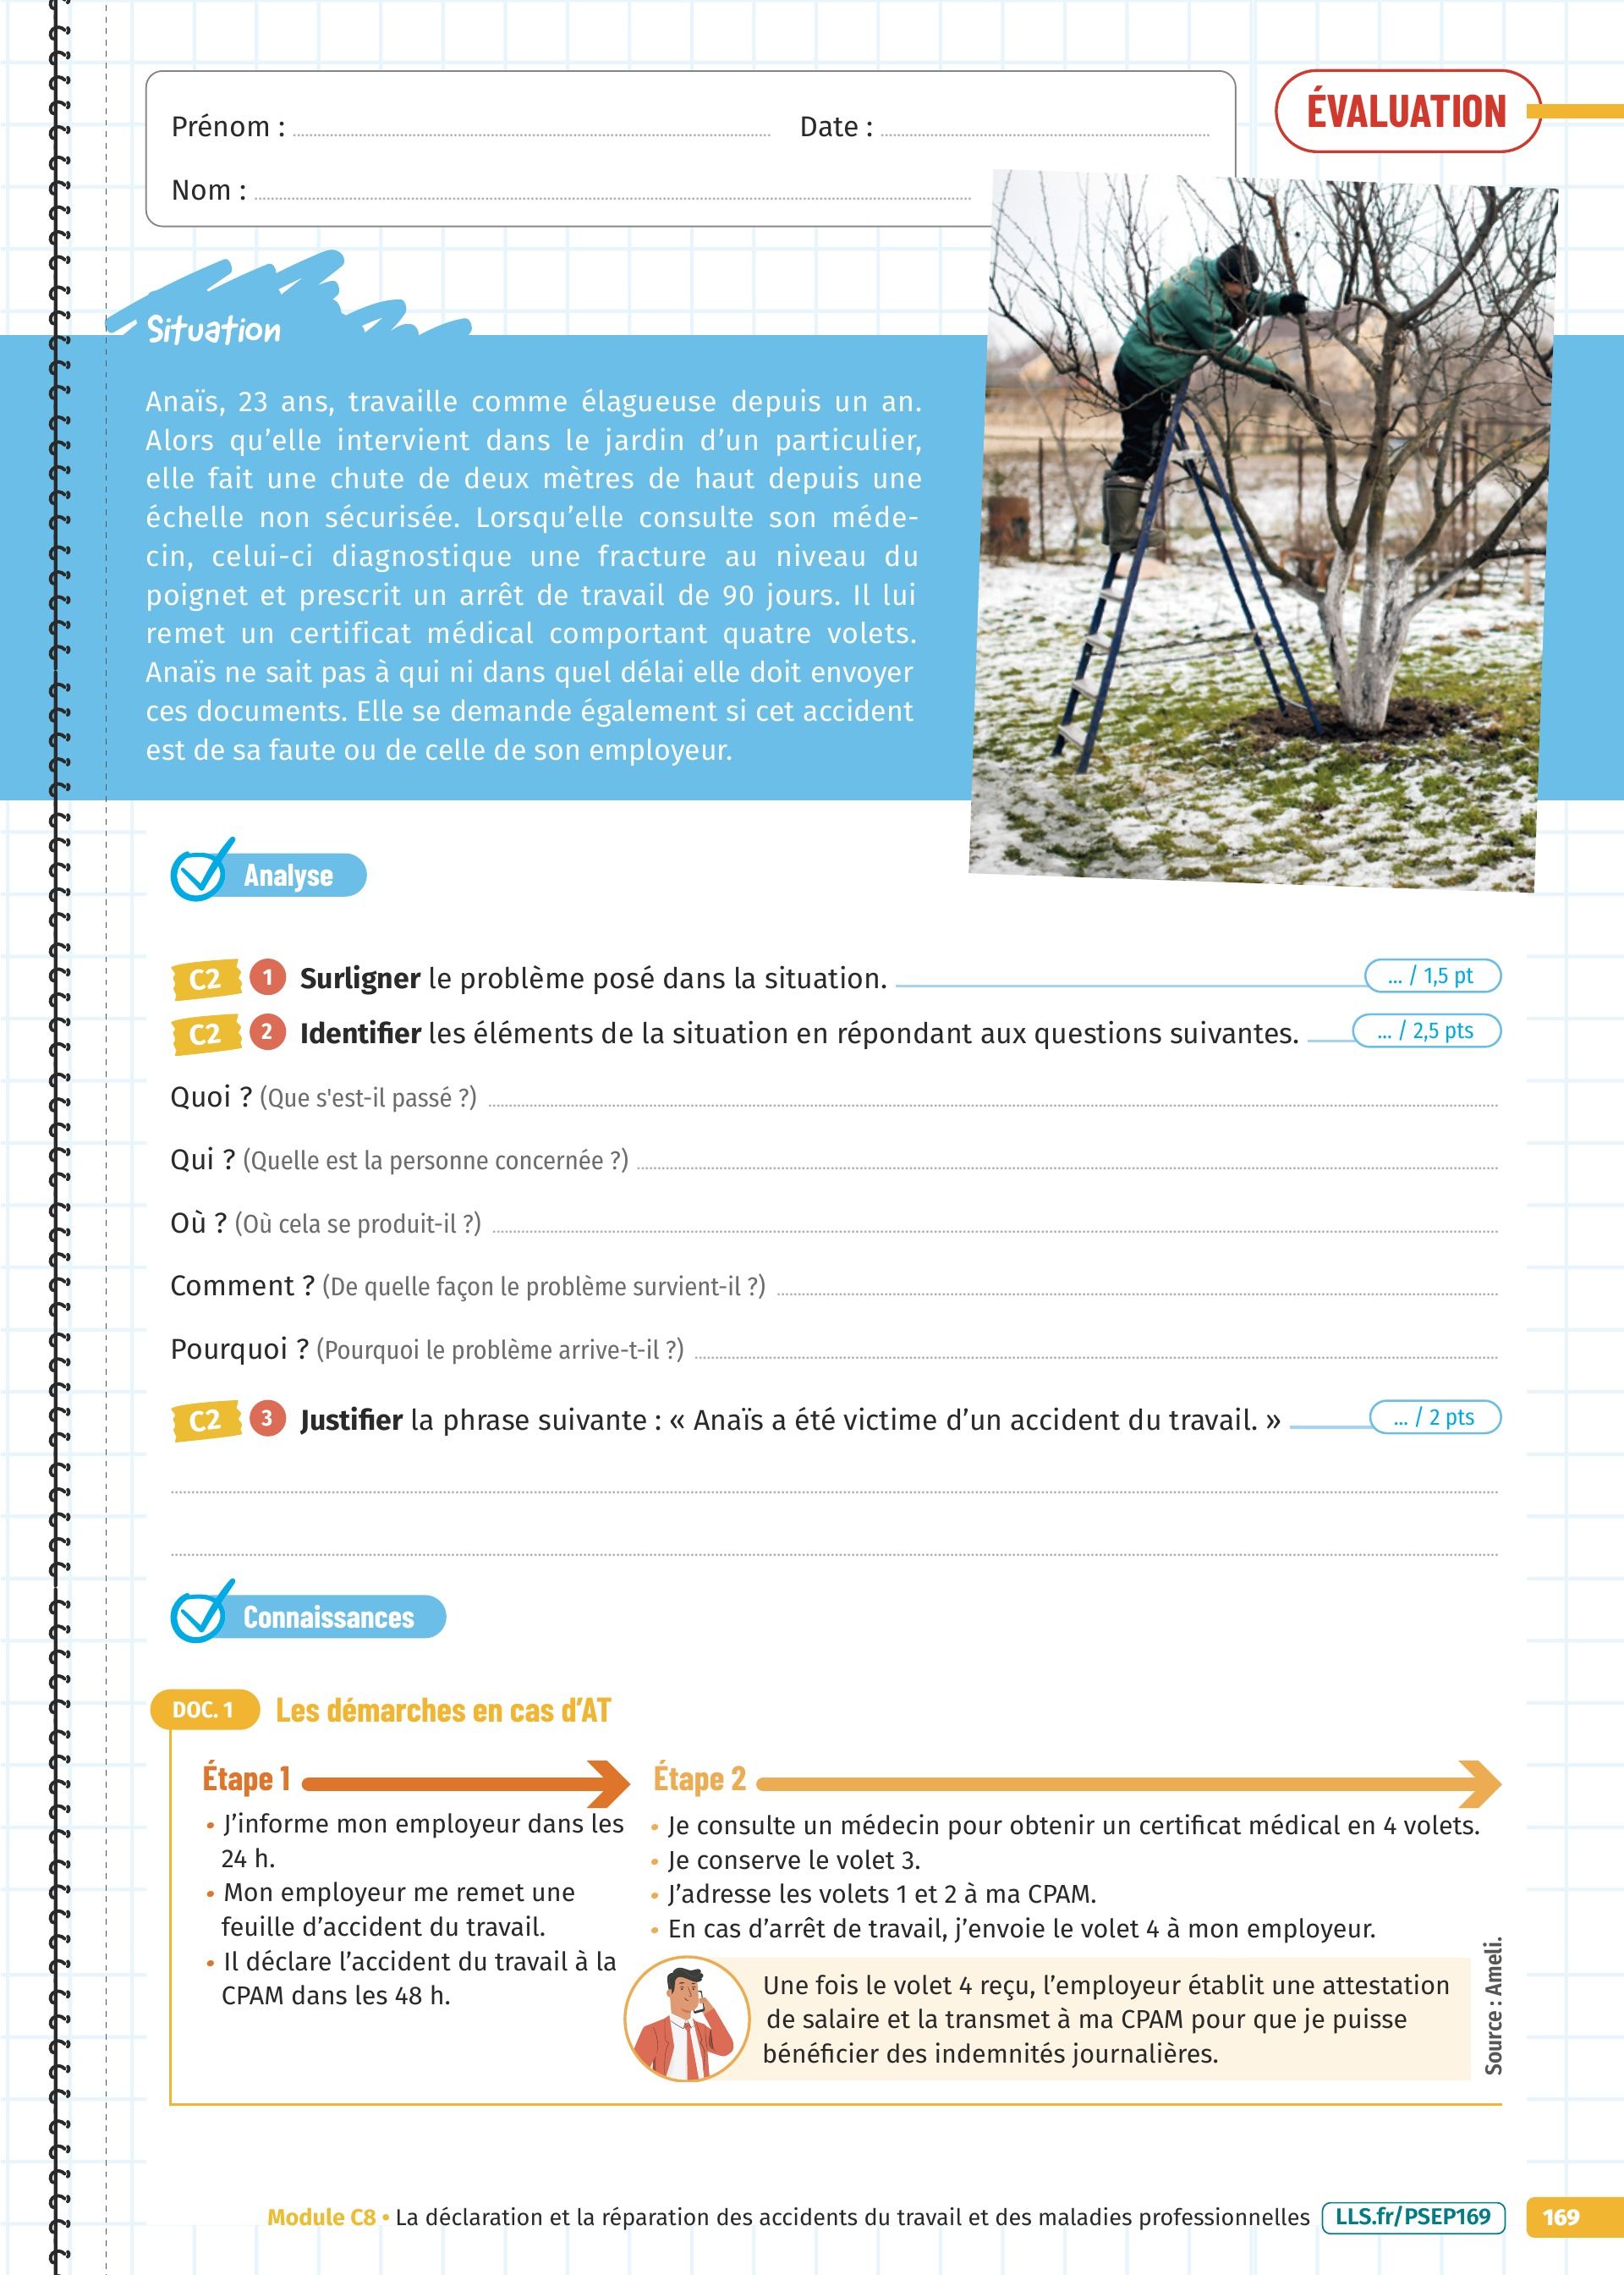 Prénom :
Date :
Nom :
ÉVALUATION
Situation
Anaïs, 23 ans, travaille comme élagueuse depuis un an.
Alors qu’elle intervient dans le jardin d’un particulier,
elle fait une chute de deux mètres de haut depuis une
échelle non sécurisée. Lorsqu’elle consulte son méde-
cin, celui-ci diagnostique une fracture au niveau du
poignet et prescrit un arrêt de travail de 90 jours. Il lui
remet un certificat médical comportant quatre volets.
Anaïs ne sait pas à qui ni dans quel délai elle doit envoyer
ces documents. Elle se demande également si cet accident
est de sa faute ou de celle de son employeur.
Analyse
C2 1 Surligner le problème posé dans la situation. ... / 1,5 pt
C2 2 Identifier les éléments de la situation en répondant aux questions suivantes. ... / 2,5 pts
Quoi ? (Que s'est-il passé ?)
Qui ? (Quelle est la personne concernée ?)
Où ? (Où cela se produit-il ?)
Comment ? (De quelle façon le problème survient-il ?)
Pourquoi ? (Pourquoi le problème arrive-t-il ?)
C2 3 Justifier la phrase suivante : « Anaïs a été victime d’un accident du travail. » ... / 2 pts
Connaissances
DOC. 1 Les démarches en cas d’AT
Étape 1
• J’informe mon employeur dans les
24 h.
• Mon employeur me remet une
feuille d’accident du travail.
• Il déclare l’accident du travail à la
CPAM dans les 48 h.
Étape 2
• Je consulte un médecin pour obtenir un certificat médical en 4 volets.
• Je conserve le volet 3.
• J’adresse les volets 1 et 2 à ma CPAM.
• En cas d’arrêt de travail, j’envoie le volet 4 à mon employeur.
Une fois le volet 4 reçu, l’employeur établit une attestation
de salaire et la transmet à ma CPAM pour que je puisse
bénéficier des indemnités journalières.
Source : Ameli.
Module C8 • La déclaration et la réparation des accidents du travail et des maladies professionnelles LLS.fr/PSEP169 169